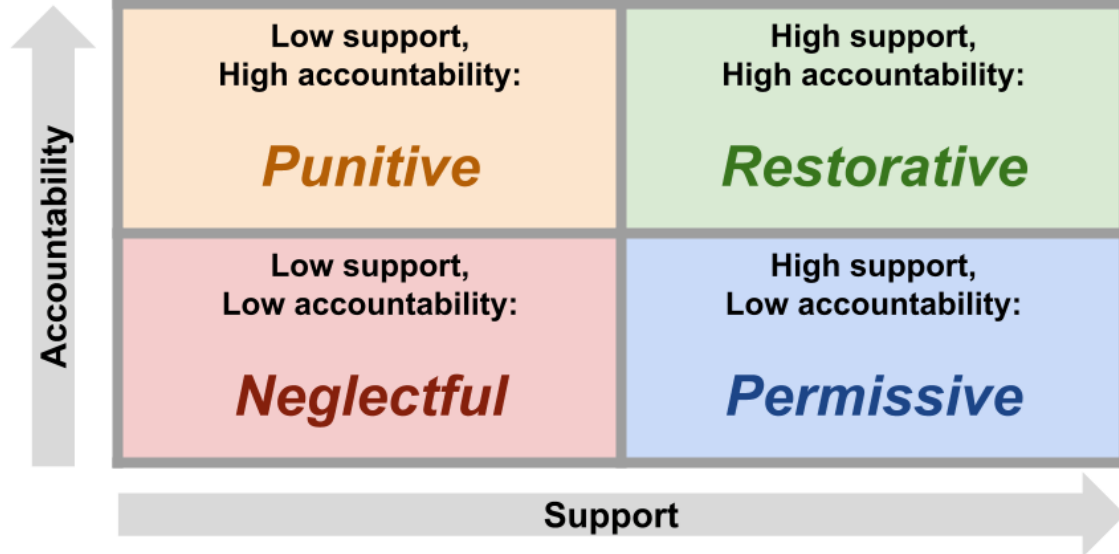 Accountability
Low support,
High accountability:
Punitive
High support,
High accountability:
Restorative
Low support,
Low accountability:
Neglectful
High support,
Low accountability:
Permissive
Support